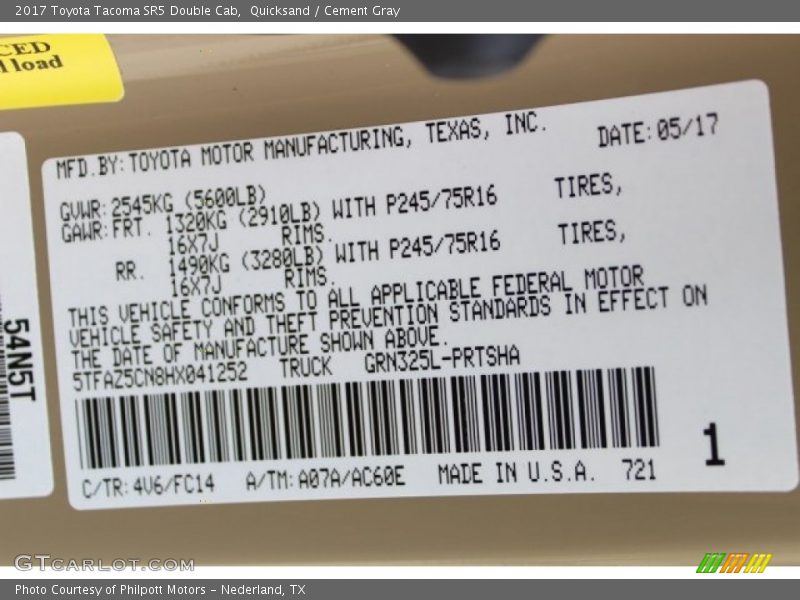 2017 Toyota Tacoma SR5 Double Cab,  Quicksand / Cement Gray
CED
load
MFD.BY:TOYOTA MOTOR MANUFACTURING, TEXAS, INC.
DATE:05/17
GVWR:2545KG (5600LB)
GAWR:FRT. 1320KG (2910LB) WITH P245/75R16 TIRES,
16X7J RIMS.
RR. 1490KG (3280LB) WITH P245/75R16 TIRES,
16X7J RIMS.
THIS VEHICLE CONFORMS TO ALL APPLICABLE FEDERAL MOTOR
VEHICLE SAFETY AND THEFT PREVENTION STANDARDS IN EFFECT ON
THE DATE OF MANUFACTURE SHOWN ABOVE.
5TFAZ5CN8HX041252 TRUCK GRN325L-PRTSHA
54N5T
1
C/TR:4V6/FC14 A/TM:A07A/AC60E MADE IN U.S.A. 721
GTCARLOT.COM
Photo Courtesy of Philpott Motors - Nederland, TX